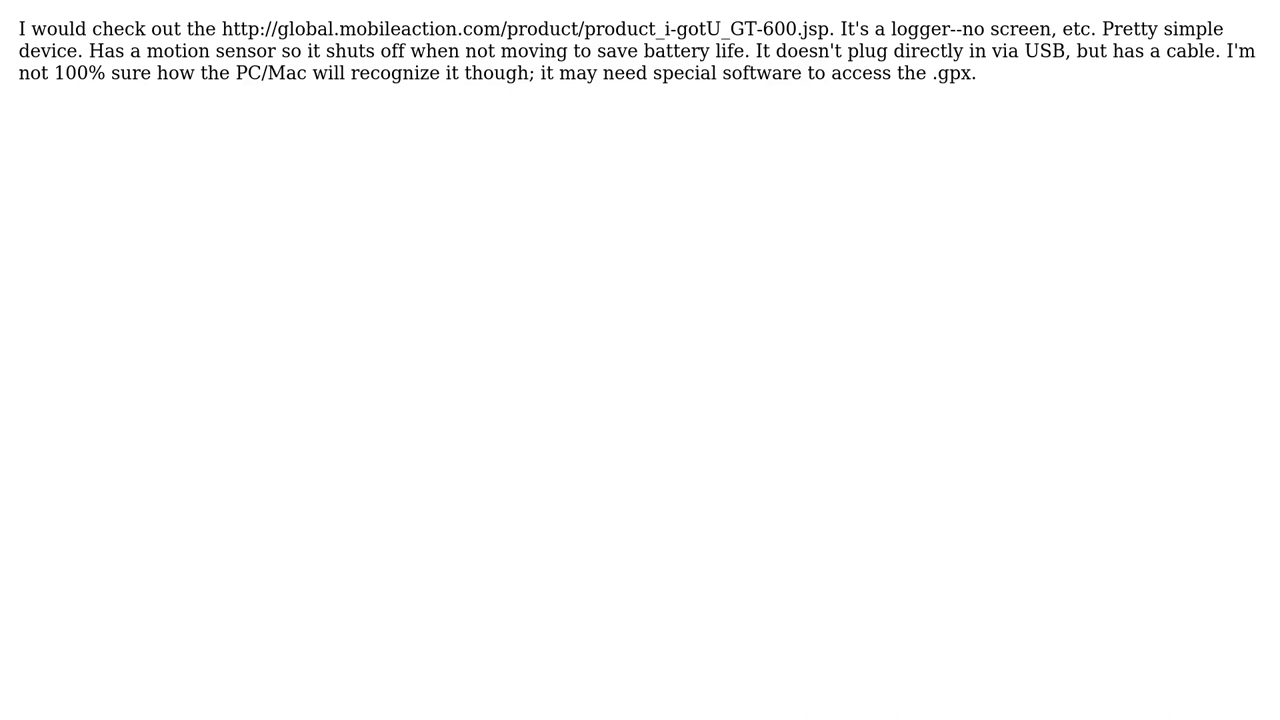 I would check out the http://global.mobileaction.com/product/product_i-gotU_GT-600.jsp. It's a logger--no screen, etc. Pretty simple
device. Has a motion sensor so it shuts off when not moving to save battery life. It doesn't plug directly in via USB, but has a cable. I'm
not 100% sure how the PC/Mac will recognize it though; it may need special software to access the .gpx.